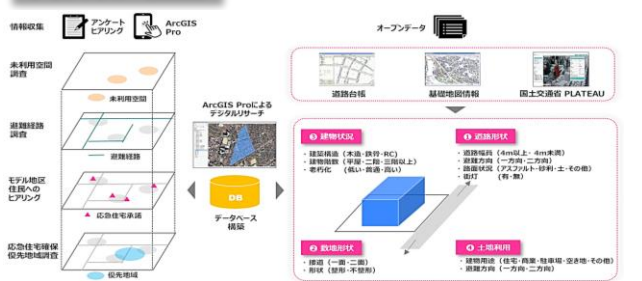 情報収集
アンケート
ヒアリング
ArcGIS
Pro
オープンデータ
未利用空間
調査
未利用空間
道路台帳
基礎地図情報
国土交通省 PLATEAU
避難経路
調査
避難経路
ArcGIS Proによる
デジタルリサーチ
モデル地区
住民への
ヒアリング
応急住宅承諾
DB
データベース
構築
応急住宅確保
優先地域調査
優先地域
❸ 建物状況
・建築構造（木造・鉄骨・RC）
・建物階数（平屋・二階・三階以上）
・老朽化　（低い・普通・高い）
❶ 道路形状
・道路幅員（4m以上・4m未満）
・避難方向（一方向・二方向）
・路面状況（アスファルト・砂利・土・その他）
・街灯　（有・無）
❷ 敷地形状
・接道（一面・二面）
・形状（整形・不整形）
❹ 土地利用
・建物用途（住宅・商業・駐車場・空き地・その他）
・避難方向（一方向・二方向）